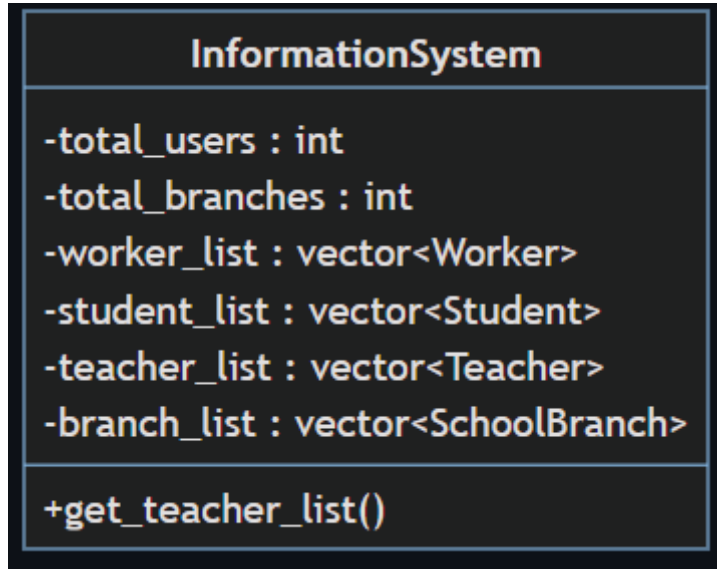 InformationSystem
-total_users : int
-total_branches : int
-worker_list : vector<Worker>
-student_list : vector<Student>
-teacher_list : vector<Teacher>
-branch_list : vector<SchoolBranch>
+get_teacher_list()